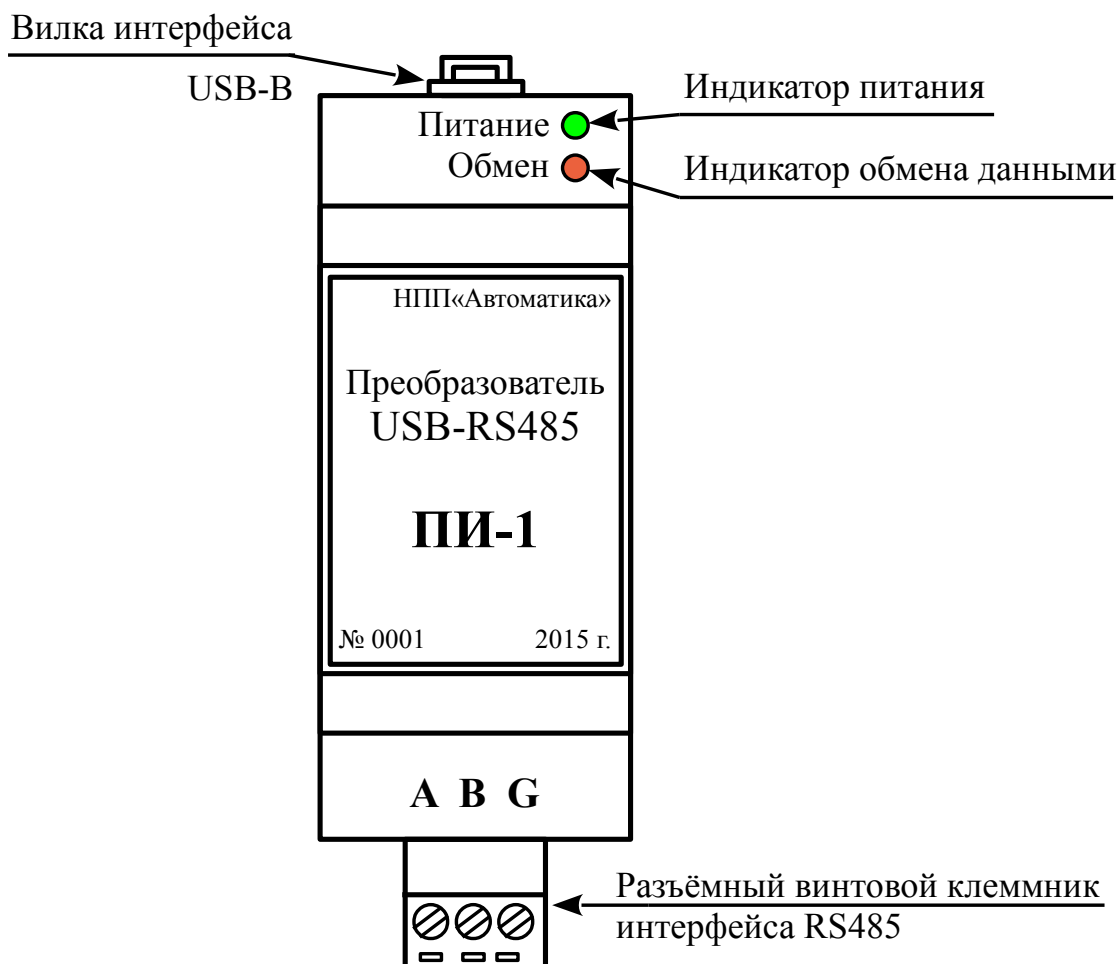 Вилка интерфейса
USB-B
Питание
Обмен
Индикатор питания
Индикатор обмена данными
НПП«Автоматика»
Преобразователь
USB-RS485
ПИ-1
№ 0001 2015 г.
A B G
Разъёмный винтовой клеммник
интерфейса RS485